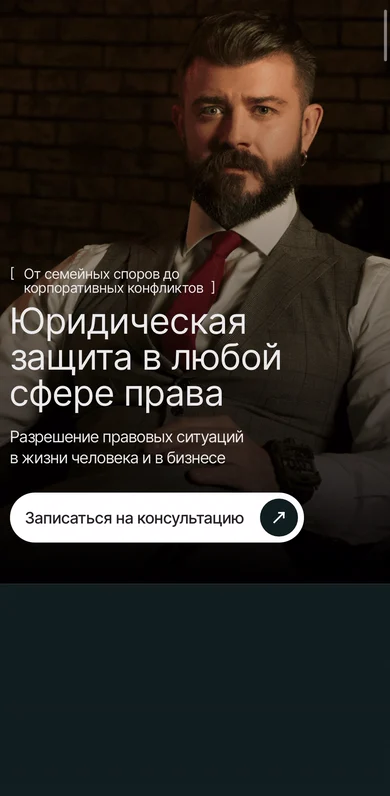 [ От семейных споров до
корпоративных конфликтов ]
Юридическая
защита в любой
сфере права
Разрешение правовых ситуаций
в жизни человека и в бизнесе
Записаться на консультацию